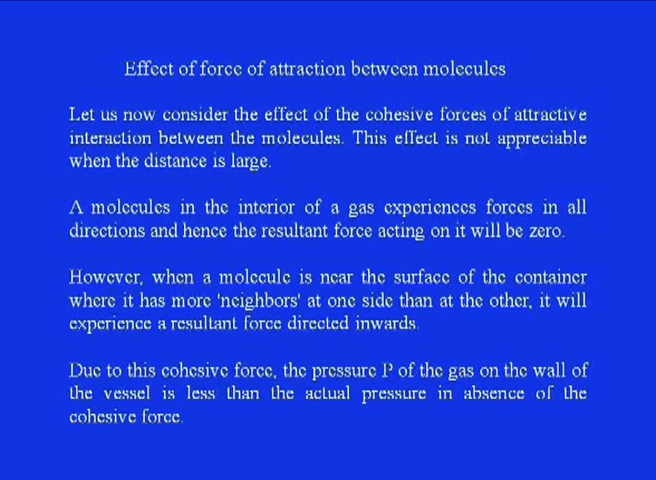 Effect of force of attraction between molecules
Let us now consider the effect of the cohesive forces of attractive
interaction between the molecules. This effect is not appreciable
when the distance is large.
A molecules in the interior of a gas experiences forces in all
directions and hence the resultant force acting on it will be zero.
However, when a molecule is near the surface of the container
where it has more 'neighbors' at one side than at the other, it will
experience a resultant force directed inwards.
Due to this cohesive force, the pressure P of the gas on the wall of
the vessel is less than the actual pressure in absence of the
cohesive force.